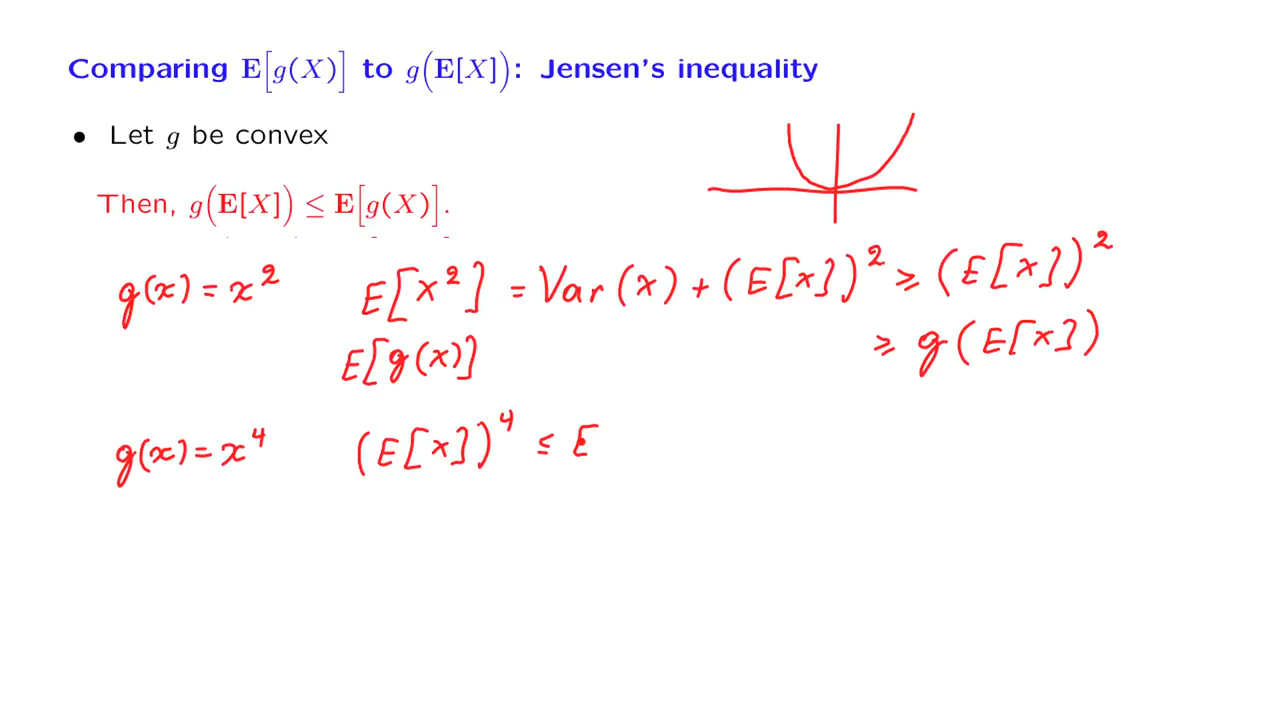 Comparing E[g(X)] to g(E[X]): Jensen's inequality
• Let g be convex
Then, g(E[X]) ≤ E[g(X)].
g(x) = x² E[X²] = Var(x) + (E[x])² ≥ (E[x])²
E[g(x)] ≥ g(E[x])
g(x) = x⁴ (E[x])⁴ ≤ E